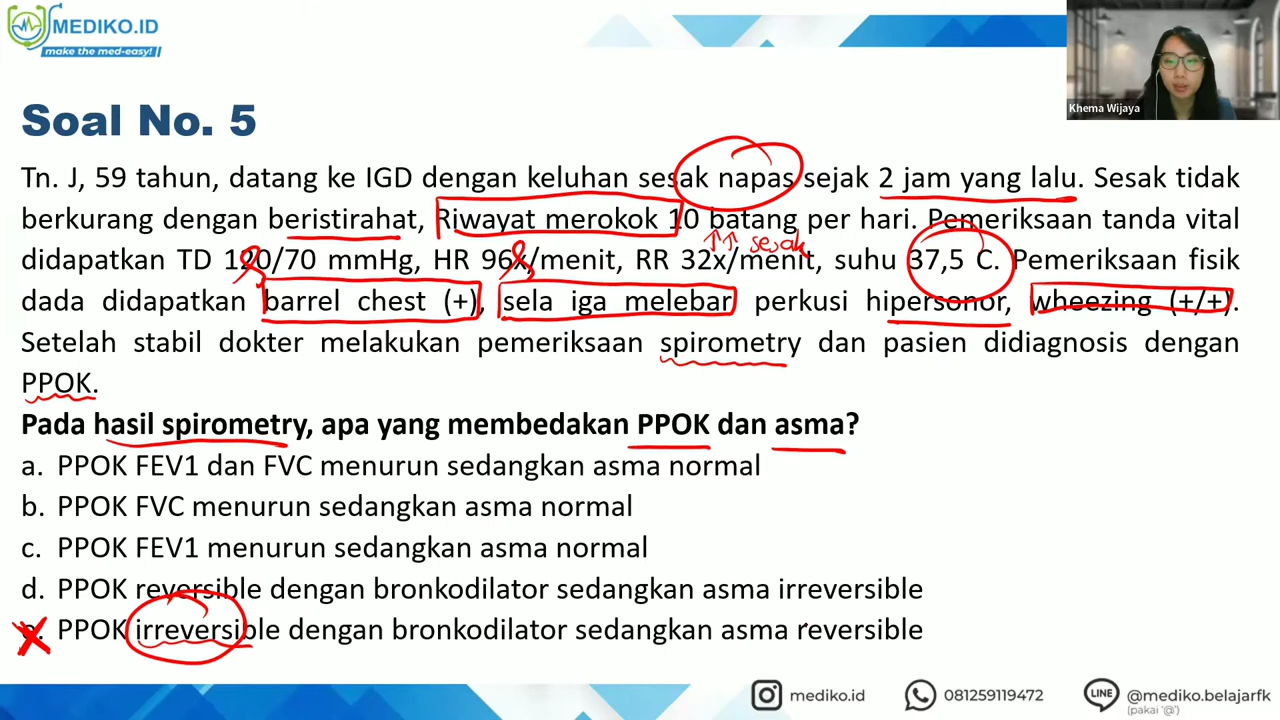 MEDIKO.ID
make the med-easy!
Khema Wijaya
Soal No. 5
Tn. J, 59 tahun, datang ke IGD dengan keluhan sesak napas sejak 2 jam yang lalu. Sesak tidak
berkurang dengan beristirahat, Riwayat merokok 10 batang per hari. Pemeriksaan tanda vital
↑↑ sesak
didapatkan TD 120/70 mmHg, HR 96x/menit, RR 32x/menit, suhu 37,5 C. Pemeriksaan fisik
dada didapatkan barrel chest (+), sela iga melebar perkusi hipersonor, wheezing (+/+).
Setelah stabil dokter melakukan pemeriksaan spirometry dan pasien didiagnosis dengan
PPOK.
Pada hasil spirometry, apa yang membedakan PPOK dan asma?
a. PPOK FEV1 dan FVC menurun sedangkan asma normal
b. PPOK FVC menurun sedangkan asma normal
c. PPOK FEV1 menurun sedangkan asma normal
d. PPOK reversible dengan bronkodilator sedangkan asma irreversible
e. PPOK irreversible dengan bronkodilator sedangkan asma reversible
mediko.id
081259119472
LINE
@mediko.belajarfk
(pakai '@')